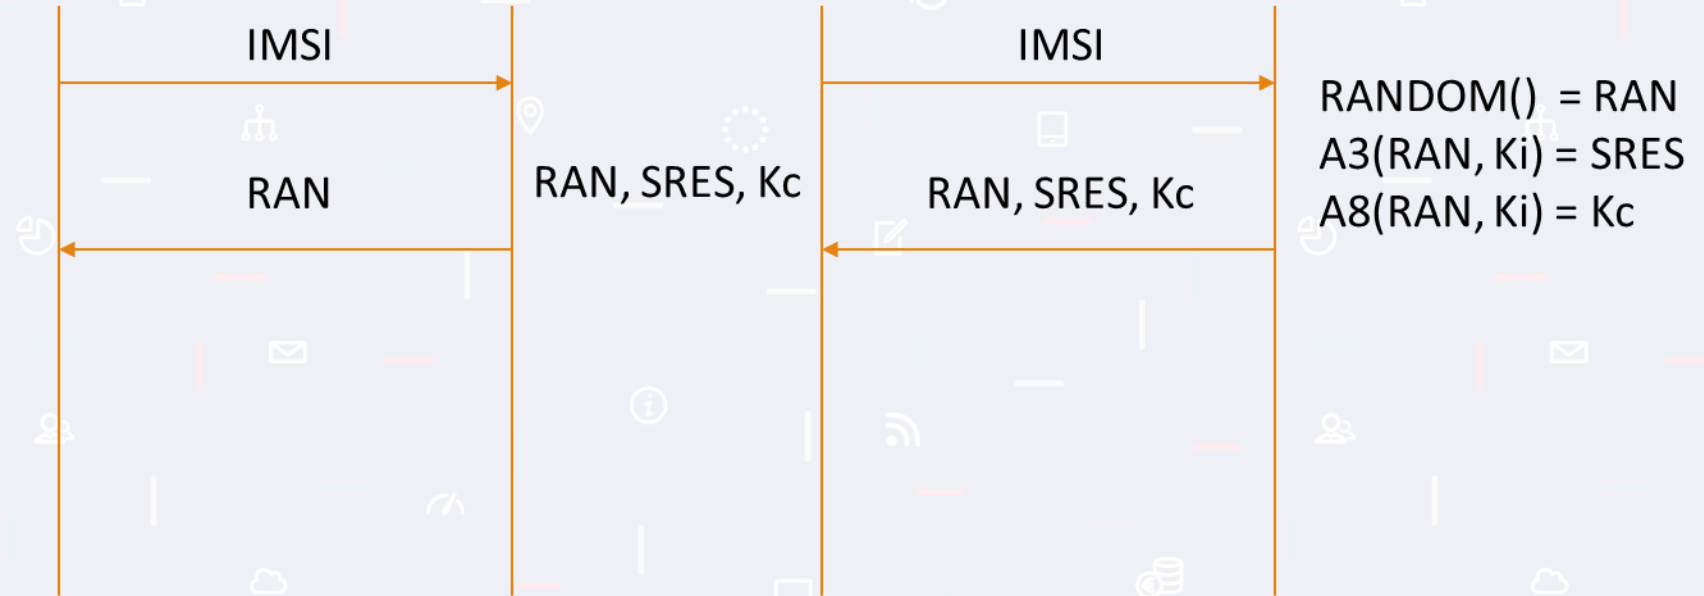 IMSI
IMSI
RANDOM() = RAN
A3(RAN, Ki) = SRES
A8(RAN, Ki) = Kc
RAN
RAN, SRES, Kc
RAN, SRES, Kc